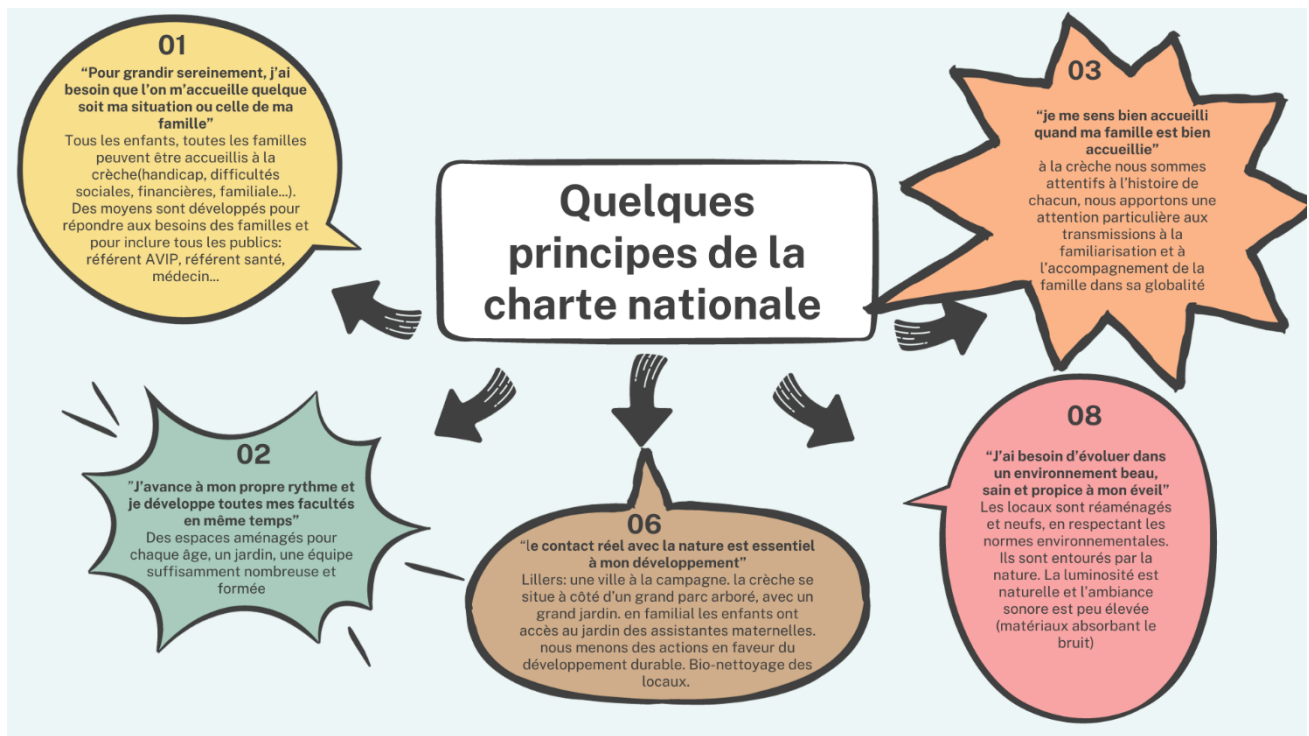 Quelques
principes de la
charte nationale
01
“Pour grandir sereinement, j’ai
besoin que l’on m’accueille quelque
soit ma situation ou celle de ma
famille”
Tous les enfants, toutes les familles
peuvent être accueillis à la
crèche(handicap, difficultés
sociales, financières, familiale...).
Des moyens sont développés pour
répondre aux besoins des familles et
pour inclure tous les publics:
référent AVIP, référent santé,
médecin...
02
"J’avance à mon propre rythme et
je développe toutes mes facultés
en même temps”
Des espaces aménagés pour
chaque âge, un jardin, une équipe
suffisamment nombreuse et
formée
03
“je me sens bien accueilli
quand ma famille est bien
accueillie”
à la crèche nous sommes
attentifs à l’histoire de
chacun, nous apportons une
attention particulière aux
transmissions à la
familiarisation et à
l’accompagnement de la
famille dans sa globalité
06
“le contact réel avec la nature est essentiel
à mon développement”
Lillers: une ville à la campagne. la crèche se
situe à côté d’un grand parc arboré, avec un
grand jardin. en familial les enfants ont
accès au jardin des assistantes maternelles.
nous menons des actions en faveur du
développement durable. Bio-nettoyage des
locaux.
08
“J’ai besoin d’évoluer dans
un environnement beau,
sain et propice à mon éveil”
Les locaux sont réaménagés
et neufs, en respectant les
normes environnementales.
Ils sont entourés par la
nature. La luminosité est
naturelle et l’ambiance
sonore est peu élevée
(matériaux absorbant le
bruit)